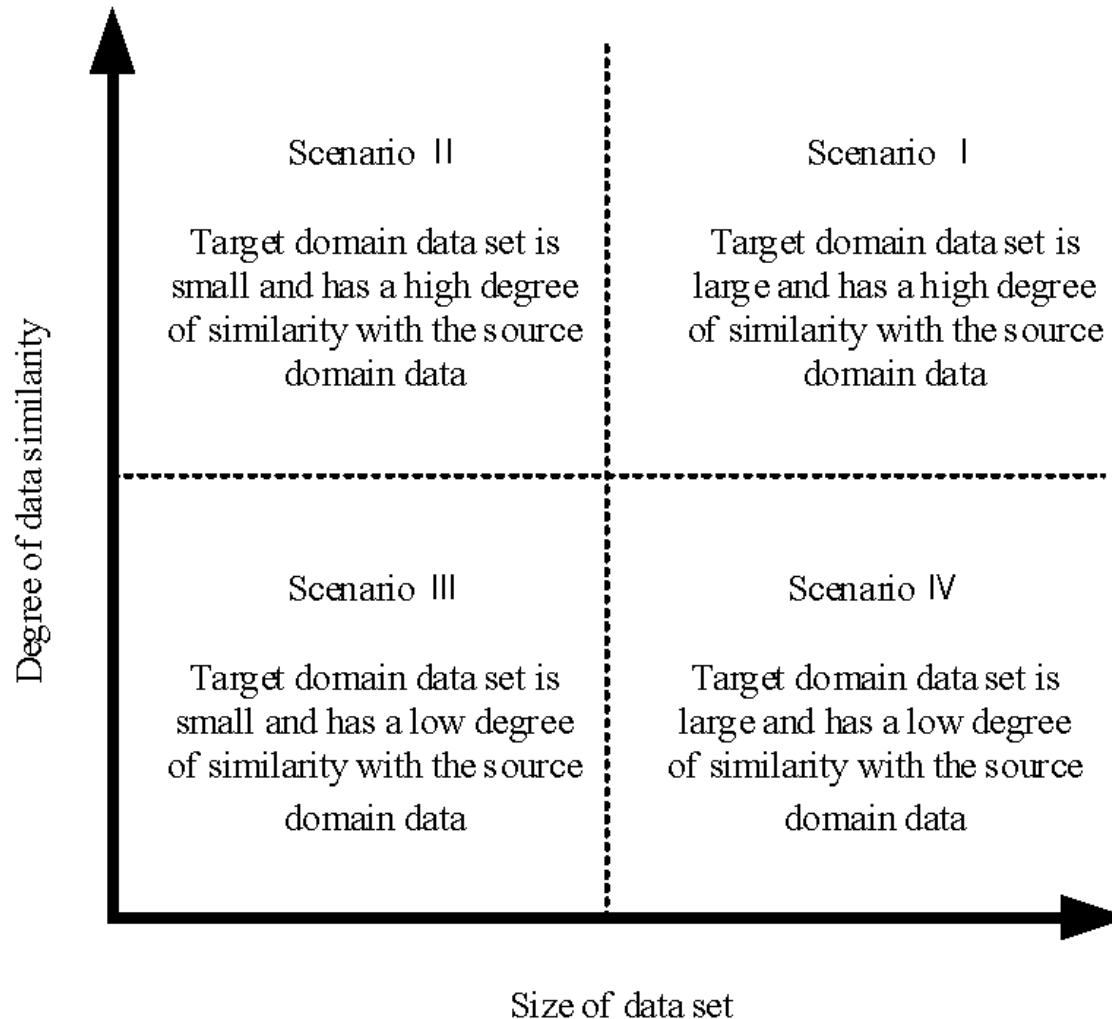 Scenario II
Target domain data set is
small and has a high degree
of similarity with the source
domain data
Scenario I
Target domain data set is
large and has a high degree
of similarity with the source
domain data
Degree of data similarity
Scenario III
Target domain data set is
small and has a low degree
of similarity with the source
domain data
Scenario IV
Target domain data set is
large and has a low degree
of similarity with the source
domain data
Size of data set